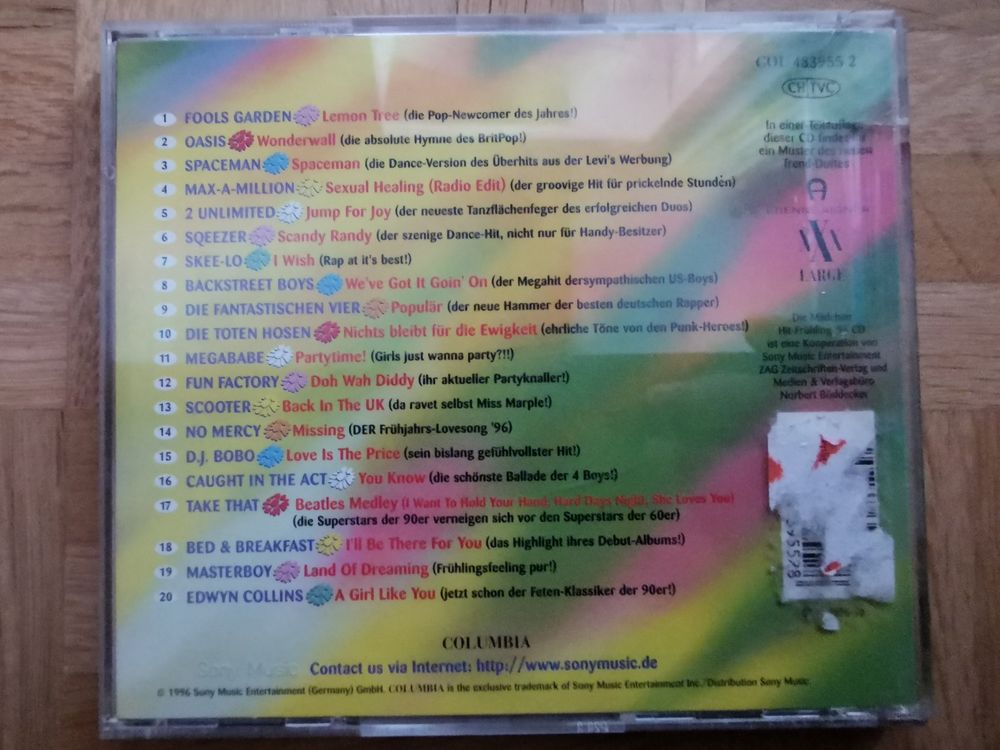 COL 483955 2
CH TVC
1 FOOLS GARDEN Lemon Tree (die Pop-Newcomer des Jahres!)
2 OASIS Wonderwall (die absolute Hymne des BritPop!)
3 SPACEMAN Spaceman (die Dance-Version des Überhits aus der Levi's Werbung)
4 MAX-A-MILLION Sexual Healing (Radio Edit) (der groovige Hit für prickelnde Stunden)
5 2 UNLIMITED Jump For Joy (der neueste Tanzflächenfeger des erfolgreichen Duos)
6 SQEEZER Scandy Randy (der szenige Dance-Hit, nicht nur für Handy-Besitzer)
7 SKEE-LO I Wish (Rap at it's best!)
8 BACKSTREET BOYS We've Got It Goin' On (der Megahit dersympathischen US-Boys)
9 DIE FANTASTISCHEN VIER Populär (der neue Hammer der besten deutschen Rapper)
10 DIE TOTEN HOSEN Nichts bleibt für die Ewigkeit (ehrliche Töne von den Punk-Heroes!)
11 MEGABABE Partytime! (Girls just wanna party?!!)
12 FUN FACTORY Doh Wah Diddy (ihr aktueller Partyknaller!)
13 SCOOTER Back In The UK (da ravet selbst Miss Marple!)
14 NO MERCY Missing (DER Frühjahrs-Lovesong '96)
15 D.J. BOBO Love Is The Price (sein bislang gefühlvollster Hit!)
16 CAUGHT IN THE ACT You Know (die schönste Ballade der 4 Boys!)
17 TAKE THAT Beatles Medley (I Want To Hold Your Hand, Hard Days Night, She Loves You)
(die Superstars der 90er verneigen sich vor den Superstars der 60er)
18 BED & BREAKFAST I'll Be There For You (das Highlight ihres Debut-Albums!)
19 MASTERBOY Land Of Dreaming (Frühlingsfeeling pur!)
20 EDWYN COLLINS A Girl Like You (jetzt schon der Feten-Klassiker der 90er!)
In einer Teilauflage
dieser CD finden
ein Muster des neuen
Trend-Duftes
LARGE
Die Mädchen
Hit-Frühling CD
ist eine Kooperation von
Sony Music Entertainment
ZAG Zeitschriften-Verlag und
Medien & Verlagsbüro
Norbert Böddecker
COLUMBIA
Sony Music
Contact us via Internet: http://www.sonymusic.de
© 1996 Sony Music Entertainment (Germany) GmbH. COLUMBIA is the exclusive trademark of Sony Music Entertainment Inc./Distribution Sony Music.